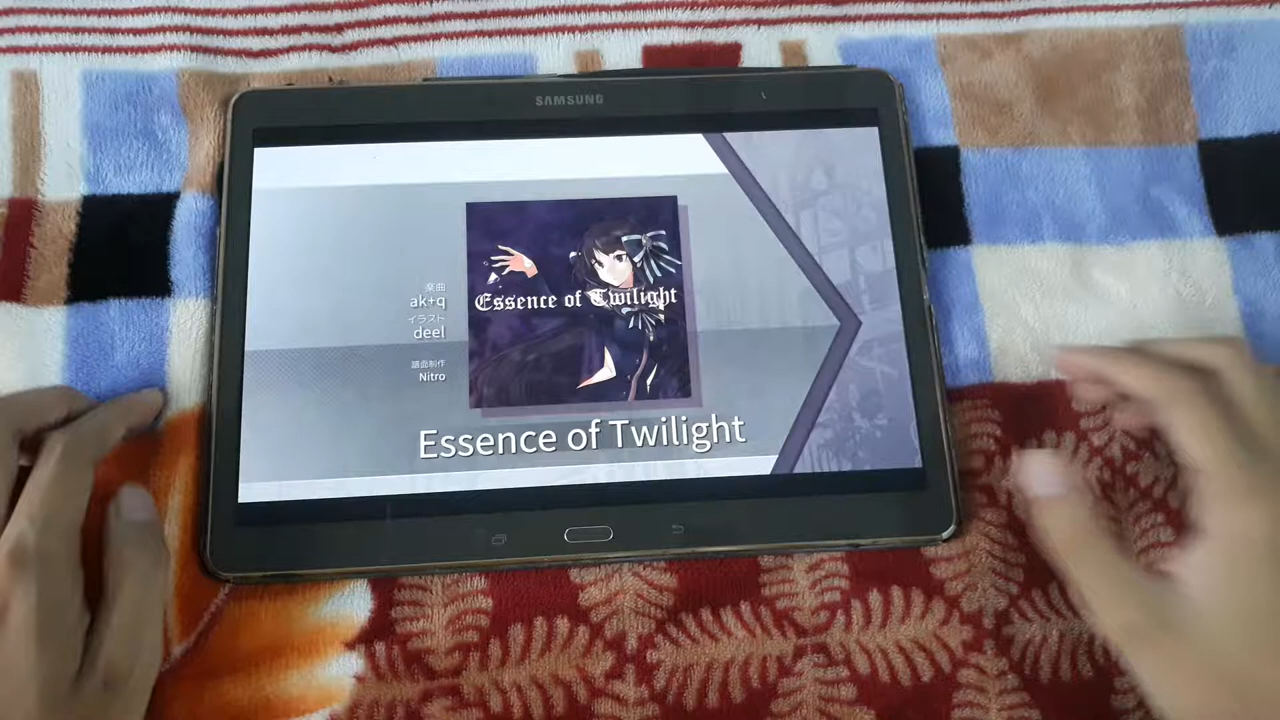 SAMSUNG
楽曲
ak+q
イラスト
deel
譜面制作
Nitro
Essence of Twilight
Essence of Twilight